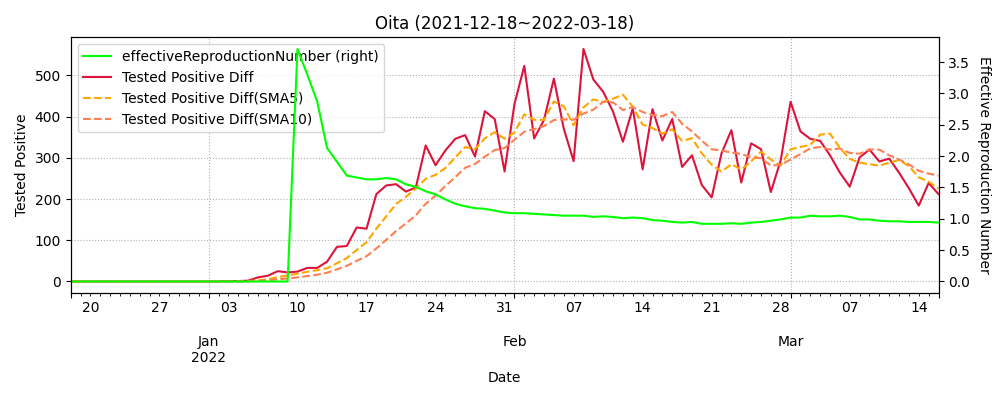 Oita (2021-12-18~2022-03-18)
effectiveReproductionNumber (right)
Tested Positive Diff
Tested Positive Diff(SMA5)
Tested Positive Diff(SMA10)
Tested Positive
500
400
300
200
100
0
3.5
3.0
2.5
2.0
1.5
1.0
0.5
0.0
Effective Reproduction Number
20 27 03 10 17 24 31 07 14 21 28 07 14
Jan Feb Mar
2022
Date